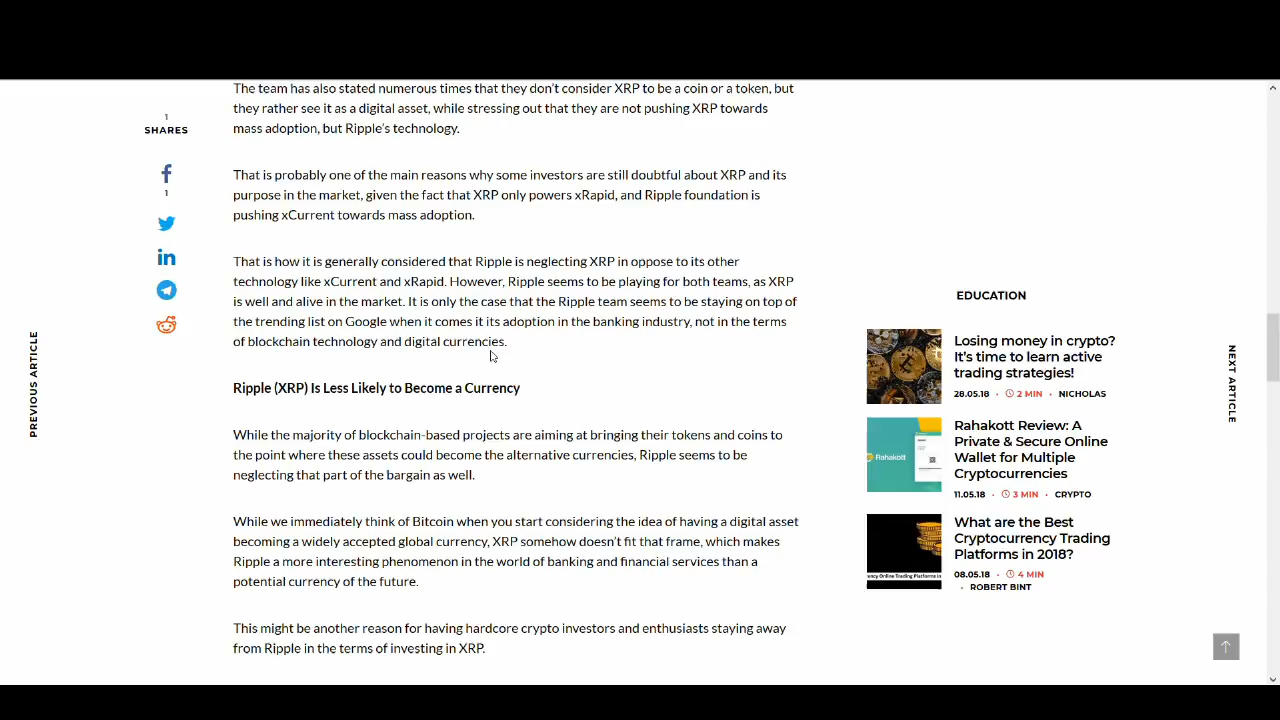 The team has also stated numerous times that they don't consider XRP to be a coin or a token, but
they rather see it as a digital asset, while stressing out that they are not pushing XRP towards
mass adoption, but Ripple's technology.
1
SHARES
1
That is probably one of the main reasons why some investors are still doubtful about XRP and its
purpose in the market, given the fact that XRP only powers xRapid, and Ripple foundation is
pushing xCurrent towards mass adoption.
That is how it is generally considered that Ripple is neglecting XRP in oppose to its other
technology like xCurrent and xRapid. However, Ripple seems to be playing for both teams, as XRP
is well and alive in the market. It is only the case that the Ripple team seems to be staying on top of
the trending list on Google when it comes it its adoption in the banking industry, not in the terms
of blockchain technology and digital currencies.
Ripple (XRP) Is Less Likely to Become a Currency
While the majority of blockchain-based projects are aiming at bringing their tokens and coins to
the point where these assets could become the alternative currencies, Ripple seems to be
neglecting that part of the bargain as well.
While we immediately think of Bitcoin when you start considering the idea of having a digital asset
becoming a widely accepted global currency, XRP somehow doesn't fit that frame, which makes
Ripple a more interesting phenomenon in the world of banking and financial services than a
potential currency of the future.
This might be another reason for having hardcore crypto investors and enthusiasts staying away
from Ripple in the terms of investing in XRP.
PREVIOUS ARTICLE
EDUCATION
Losing money in crypto?
It's time to learn active
trading strategies!
28.05.18 • 2 MIN • NICHOLAS
Rahakott
Rahakott Review: A
Private & Secure Online
Wallet for Multiple
Cryptocurrencies
11.05.18 • 3 MIN • CRYPTO
ency Online Trading Platforms in
What are the Best
Cryptocurrency Trading
Platforms in 2018?
08.05.18 • 4 MIN
• ROBERT BINT
NEXT ARTICLE